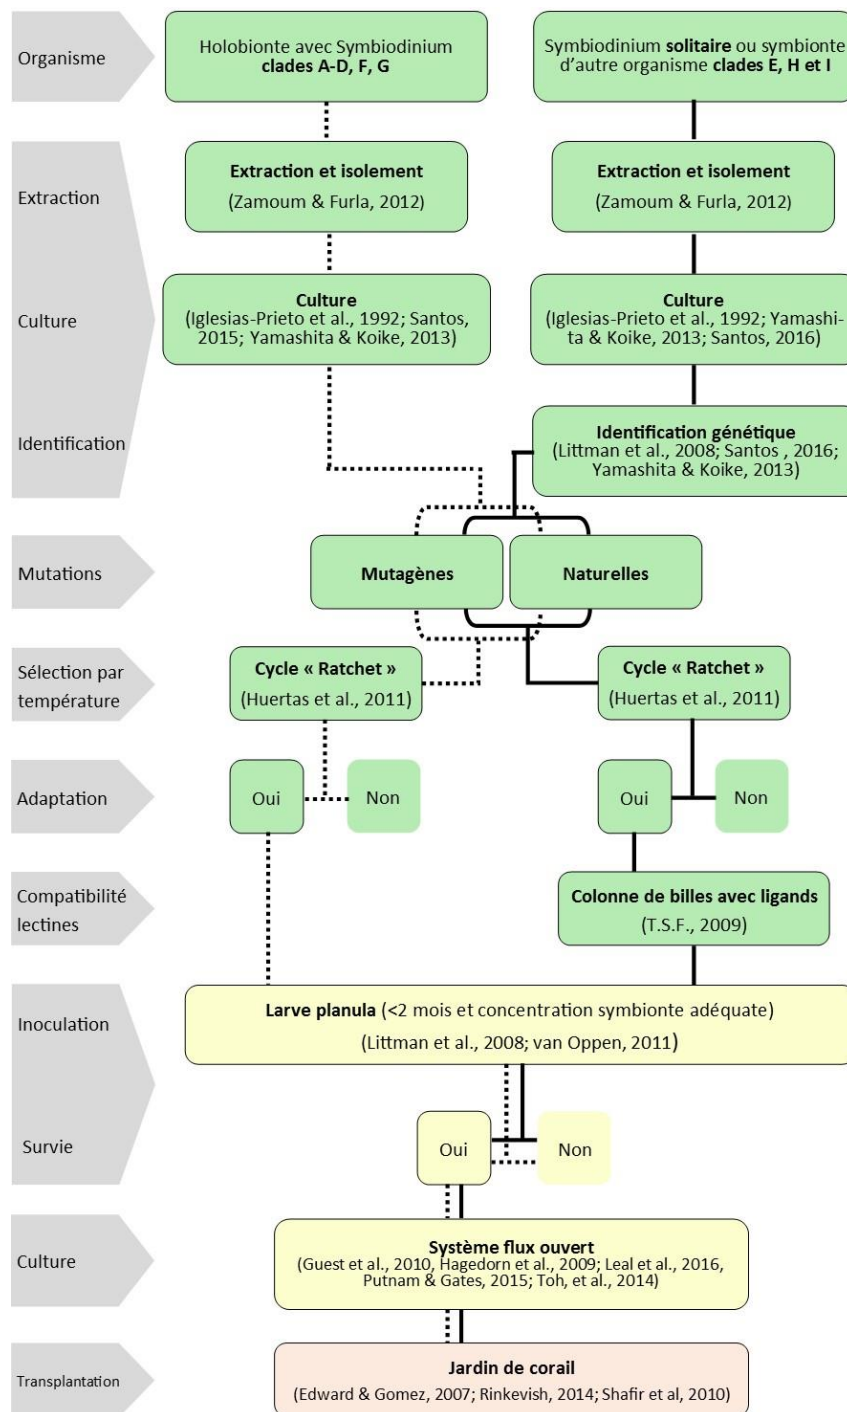 Organisme
Holobionte avec Symbiodinium
clades A-D, F, G
Symbiodinium solitaire ou symbionte
d'autre organisme clades E, H et I
Extraction
Extraction et isolement
(Zamoum & Furla, 2012)
Extraction et isolement
(Zamoum & Furla, 2012)
Culture
Culture
(Iglesias-Prieto et al., 1992; Santos,
2015; Yamashita & Koike, 2013)
Culture
(Iglesias-Prieto et al., 1992; Yamashi-
ta & Koike, 2013; Santos, 2016)
Identification
Identification génétique
(Littman et al., 2008; Santos , 2016;
Yamashita & Koike, 2013)
Mutations
Mutagènes
Naturelles
Sélection par
température
Cycle « Ratchet »
(Huertas et al., 2011)
Cycle « Ratchet »
(Huertas et al., 2011)
Adaptation
Oui
Non
Oui
Non
Compatibilité
lectines
Colonne de billes avec ligands
(T.S.F., 2009)
Inoculation
Larve planula (<2 mois et concentration symbionte adéquate)
(Littman et al., 2008; van Oppen, 2011)
Survie
Oui
Non
Culture
Système flux ouvert
(Guest et al., 2010, Hagedorn et al., 2009; Leal et al., 2016,
Putnam & Gates, 2015; Toh, et al., 2014)
Transplantation
Jardin de corail
(Edward & Gomez, 2007; Rinkevish, 2014; Shafir et al, 2010)